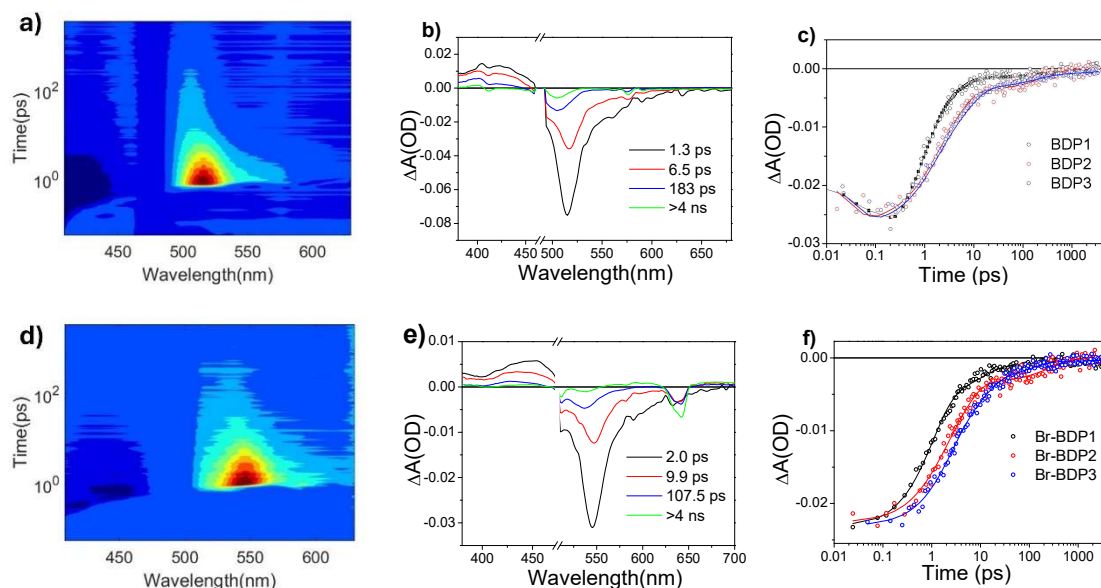 a)
Time(ps)
10²
10⁰
450 500 550 600
Wavelength(nm)
b)
ΔA(OD)
0.02
0.00
-0.02
-0.04
-0.06
-0.08
1.3 ps
6.5 ps
183 ps
>4 ns
400 450 500 550 600 650
Wavelength(nm)
c)
ΔA(OD)
0.00
-0.01
-0.02
-0.03
BDP1
BDP2
BDP3
0.01 0.1 1 10 100 1000
Time (ps)
d)
Time(ps)
10²
10⁰
450 500 550 600
Wavelength(nm)
e)
ΔA(OD)
0.01
0.00
-0.01
-0.02
-0.03
2.0 ps
9.9 ps
107.5 ps
>4 ns
400 450 550 600 650 700
Wavelength(nm)
f)
ΔA(OD)
0.00
-0.01
-0.02
Br-BDP1
Br-BDP2
Br-BDP3
0.01 0.1 1 10 100 1000
Time (ps)